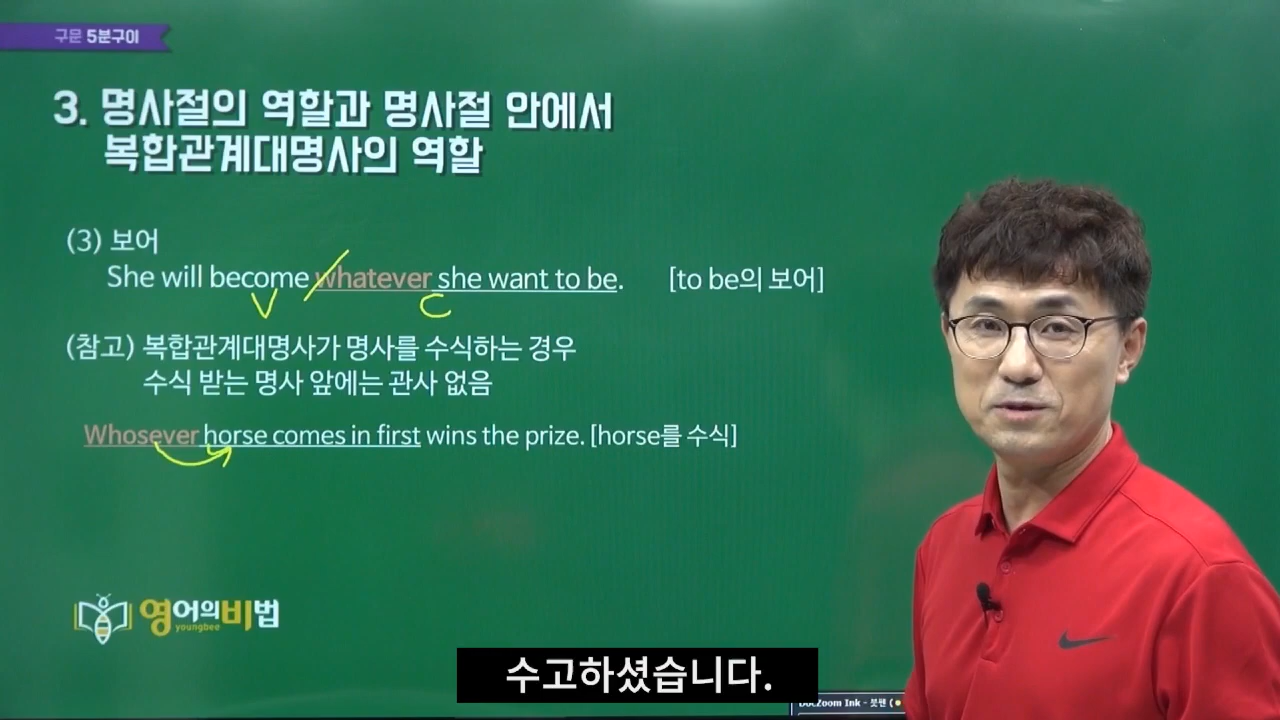 구문 5분구이
3. 명사절의 역할과 명사절 안에서
복합관계대명사의 역할
(3) 보어
She will become whatever she want to be. [to be의 보어]
V C
(참고) 복합관계대명사가 명사를 수식하는 경우
수식 받는 명사 앞에는 관사 없음
Whosever horse comes in first wins the prize. [horse를 수식]
영어의비법
youngbee
수고하셨습니다.
DocZoom Ink - 붓펜 (